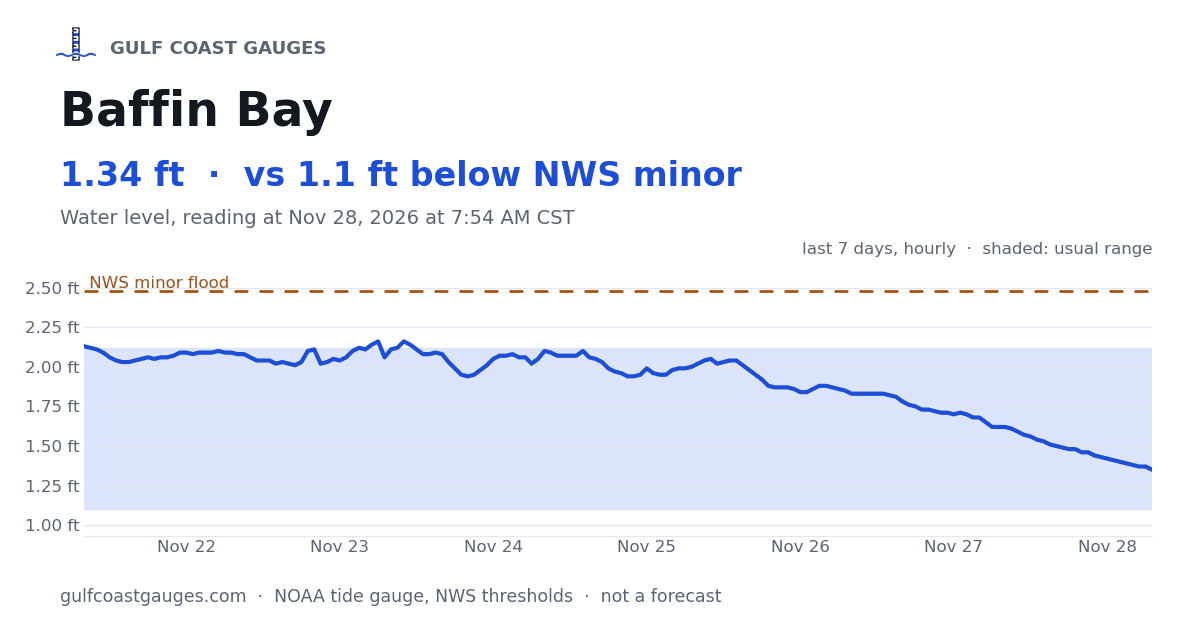 GULF COAST GAUGES
Baffin Bay
1.34 ft · vs 1.1 ft below NWS minor
Water level, reading at Nov 28, 2026 at 7:54 AM CST
last 7 days, hourly · shaded: usual range
NWS minor flood
2.50 ft
2.25 ft
2.00 ft
1.75 ft
1.50 ft
1.25 ft
1.00 ft
Nov 22 Nov 23 Nov 24 Nov 25 Nov 26 Nov 27 Nov 28
gulfcoastgauges.com · NOAA tide gauge, NWS thresholds · not a forecast